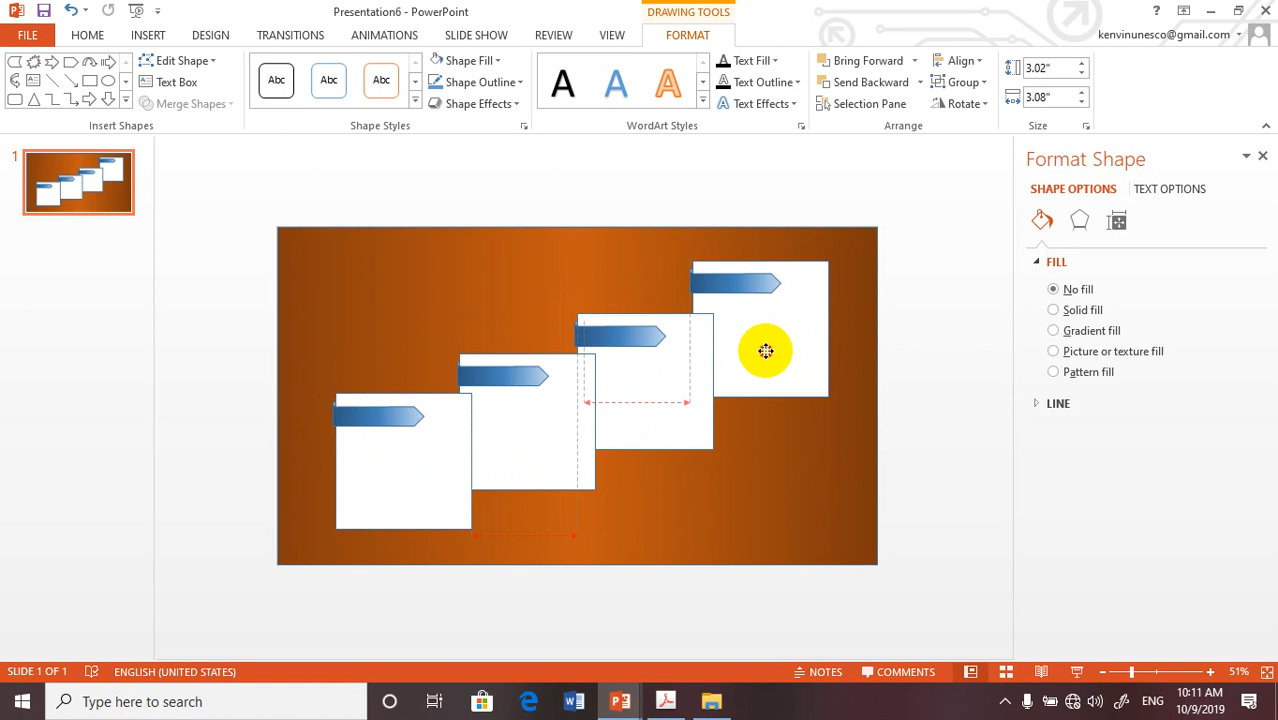 Presentation6 - PowerPoint
DRAWING TOOLS
FILE HOME INSERT DESIGN TRANSITIONS ANIMATIONS SLIDE SHOW REVIEW VIEW FORMAT
kenvinunesco@gmail.com
Edit Shape
Text Box
Merge Shapes
Insert Shapes
Abc Abc Abc
Shape Fill
Shape Outline
Shape Effects
Shape Styles
A A A
Text Fill
Text Outline
Text Effects
WordArt Styles
Bring Forward
Send Backward
Selection Pane
Align
Group
Rotate
Arrange
3.02"
3.08"
Size
1
Format Shape
SHAPE OPTIONS TEXT OPTIONS
FILL
No fill
Solid fill
Gradient fill
Picture or texture fill
Pattern fill
LINE
SLIDE 1 OF 1 ENGLISH (UNITED STATES) NOTES COMMENTS 51%
Type here to search
ENG
10:11 AM
10/9/2019